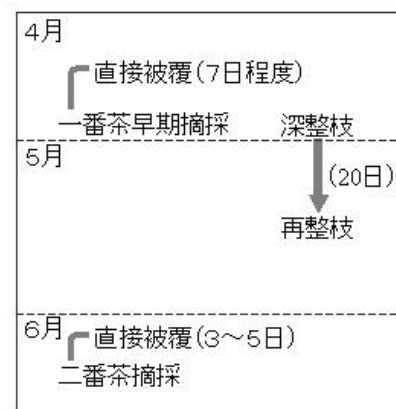 4月
直接被覆(7日程度)
一番茶早期摘採 深整枝
5月
(20日)
再整枝
6月
直接被覆(3～5日)
二番茶摘採